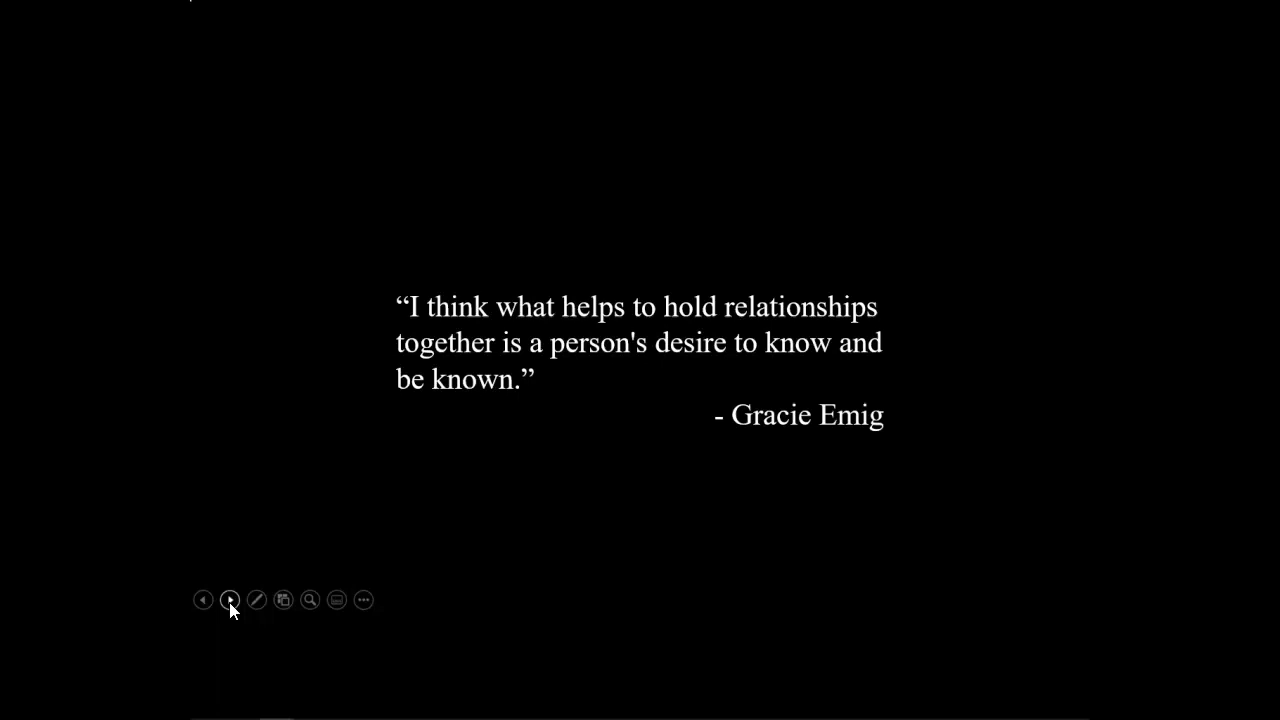 “I think what helps to hold relationships
together is a person's desire to know and
be known.”
- Gracie Emig